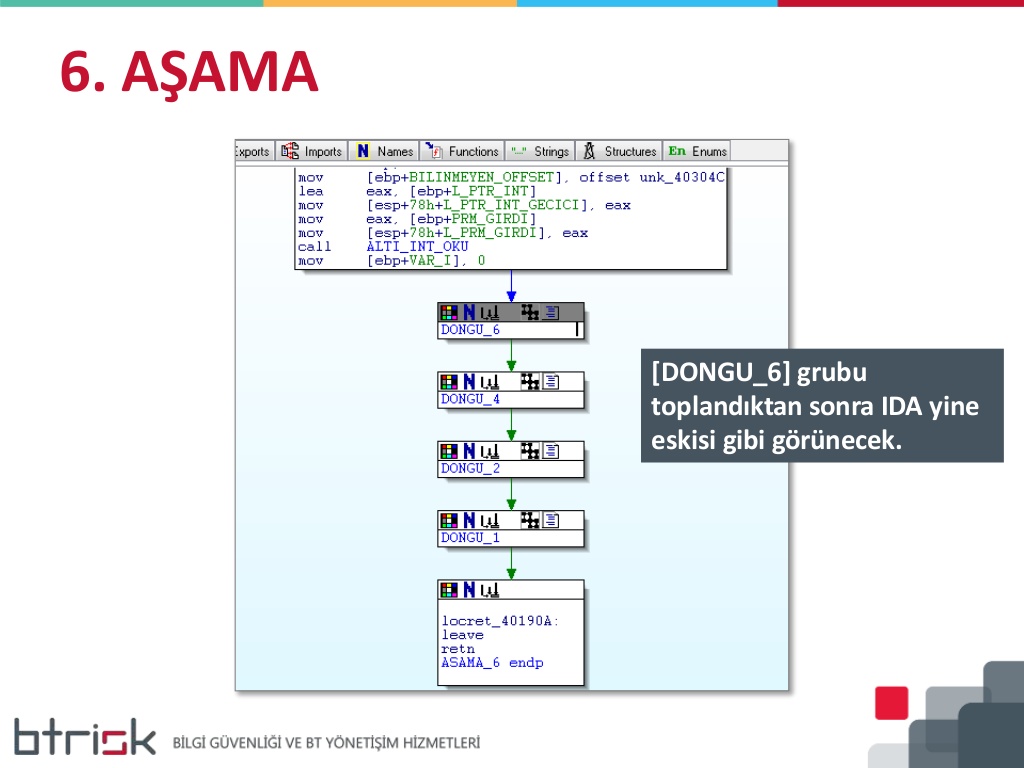 6. AŞAMA
Exports Imports N Names Functions "..." Strings Structures En Enums
mov [ebp+BILINMEYEN_OFFSET], offset unk_40304C
lea eax, [ebp+L_PTR_INT]
mov [esp+78h+L_PTR_INT_GECICI], eax
mov eax, [ebp+PRM_GIRDI]
mov [esp+78h+L_PRM_GIRDI], eax
call ALTI_INT_OKU
mov [ebp+VAR_I], 0
DONGU_6
DONGU_4
DONGU_2
DONGU_1
locret_40190A:
leave
retn
ASAMA_6 endp
[DONGU_6] grubu
toplandıktan sonra IDA yine
eskisi gibi görünecek.
btrisk BİLGİ GÜVENLİĞİ VE BT YÖNETİŞİM HİZMETLERİ